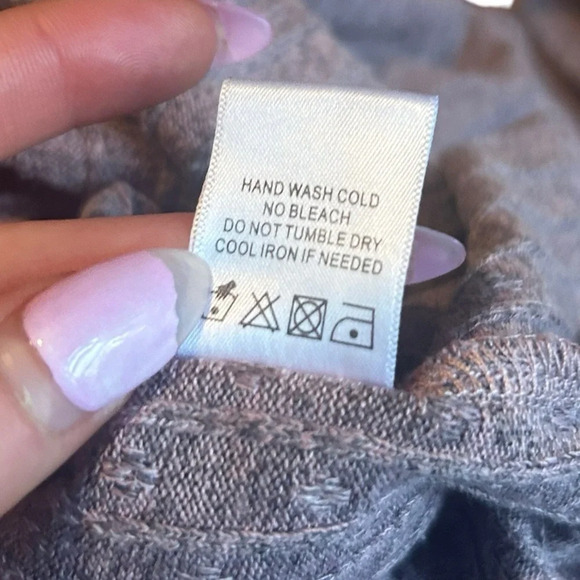 HAND WASH COLD
NO BLEACH
DO NOT TUMBLE DRY
COOL IRON IF NEEDED